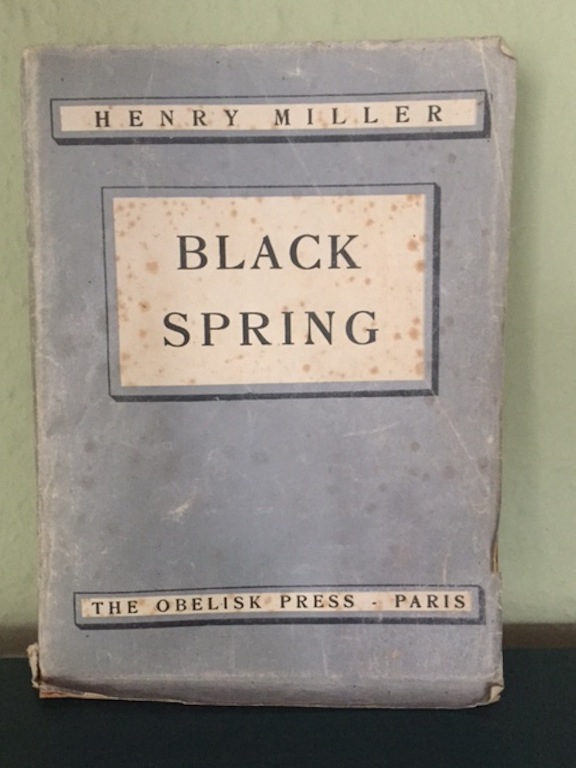 HENRY MILLER
BLACK
SPRING
THE OBELISK PRESS - PARIS